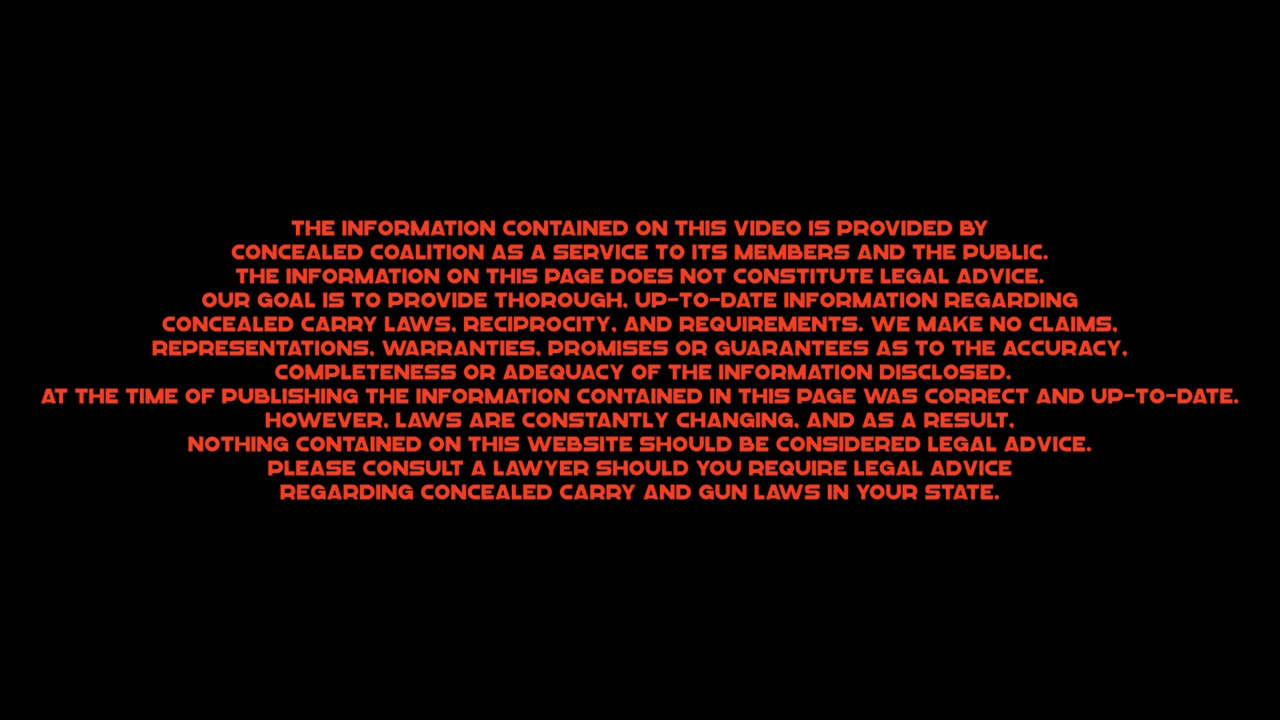 THE INFORMATION CONTAINED ON THIS VIDEO IS PROVIDED BY
CONCEALED COALITION AS A SERVICE TO ITS MEMBERS AND THE PUBLIC.
THE INFORMATION ON THIS PAGE DOES NOT CONSTITUTE LEGAL ADVICE.
OUR GOAL IS TO PROVIDE THOROUGH, UP-TO-DATE INFORMATION REGARDING
CONCEALED CARRY LAWS, RECIPROCITY, AND REQUIREMENTS. WE MAKE NO CLAIMS,
REPRESENTATIONS, WARRANTIES, PROMISES OR GUARANTEES AS TO THE ACCURACY,
COMPLETENESS OR ADEQUACY OF THE INFORMATION DISCLOSED.
AT THE TIME OF PUBLISHING THE INFORMATION CONTAINED IN THIS PAGE WAS CORRECT AND UP-TO-DATE.
HOWEVER, LAWS ARE CONSTANTLY CHANGING, AND AS A RESULT,
NOTHING CONTAINED ON THIS WEBSITE SHOULD BE CONSIDERED LEGAL ADVICE.
PLEASE CONSULT A LAWYER SHOULD YOU REQUIRE LEGAL ADVICE
REGARDING CONCEALED CARRY AND GUN LAWS IN YOUR STATE.